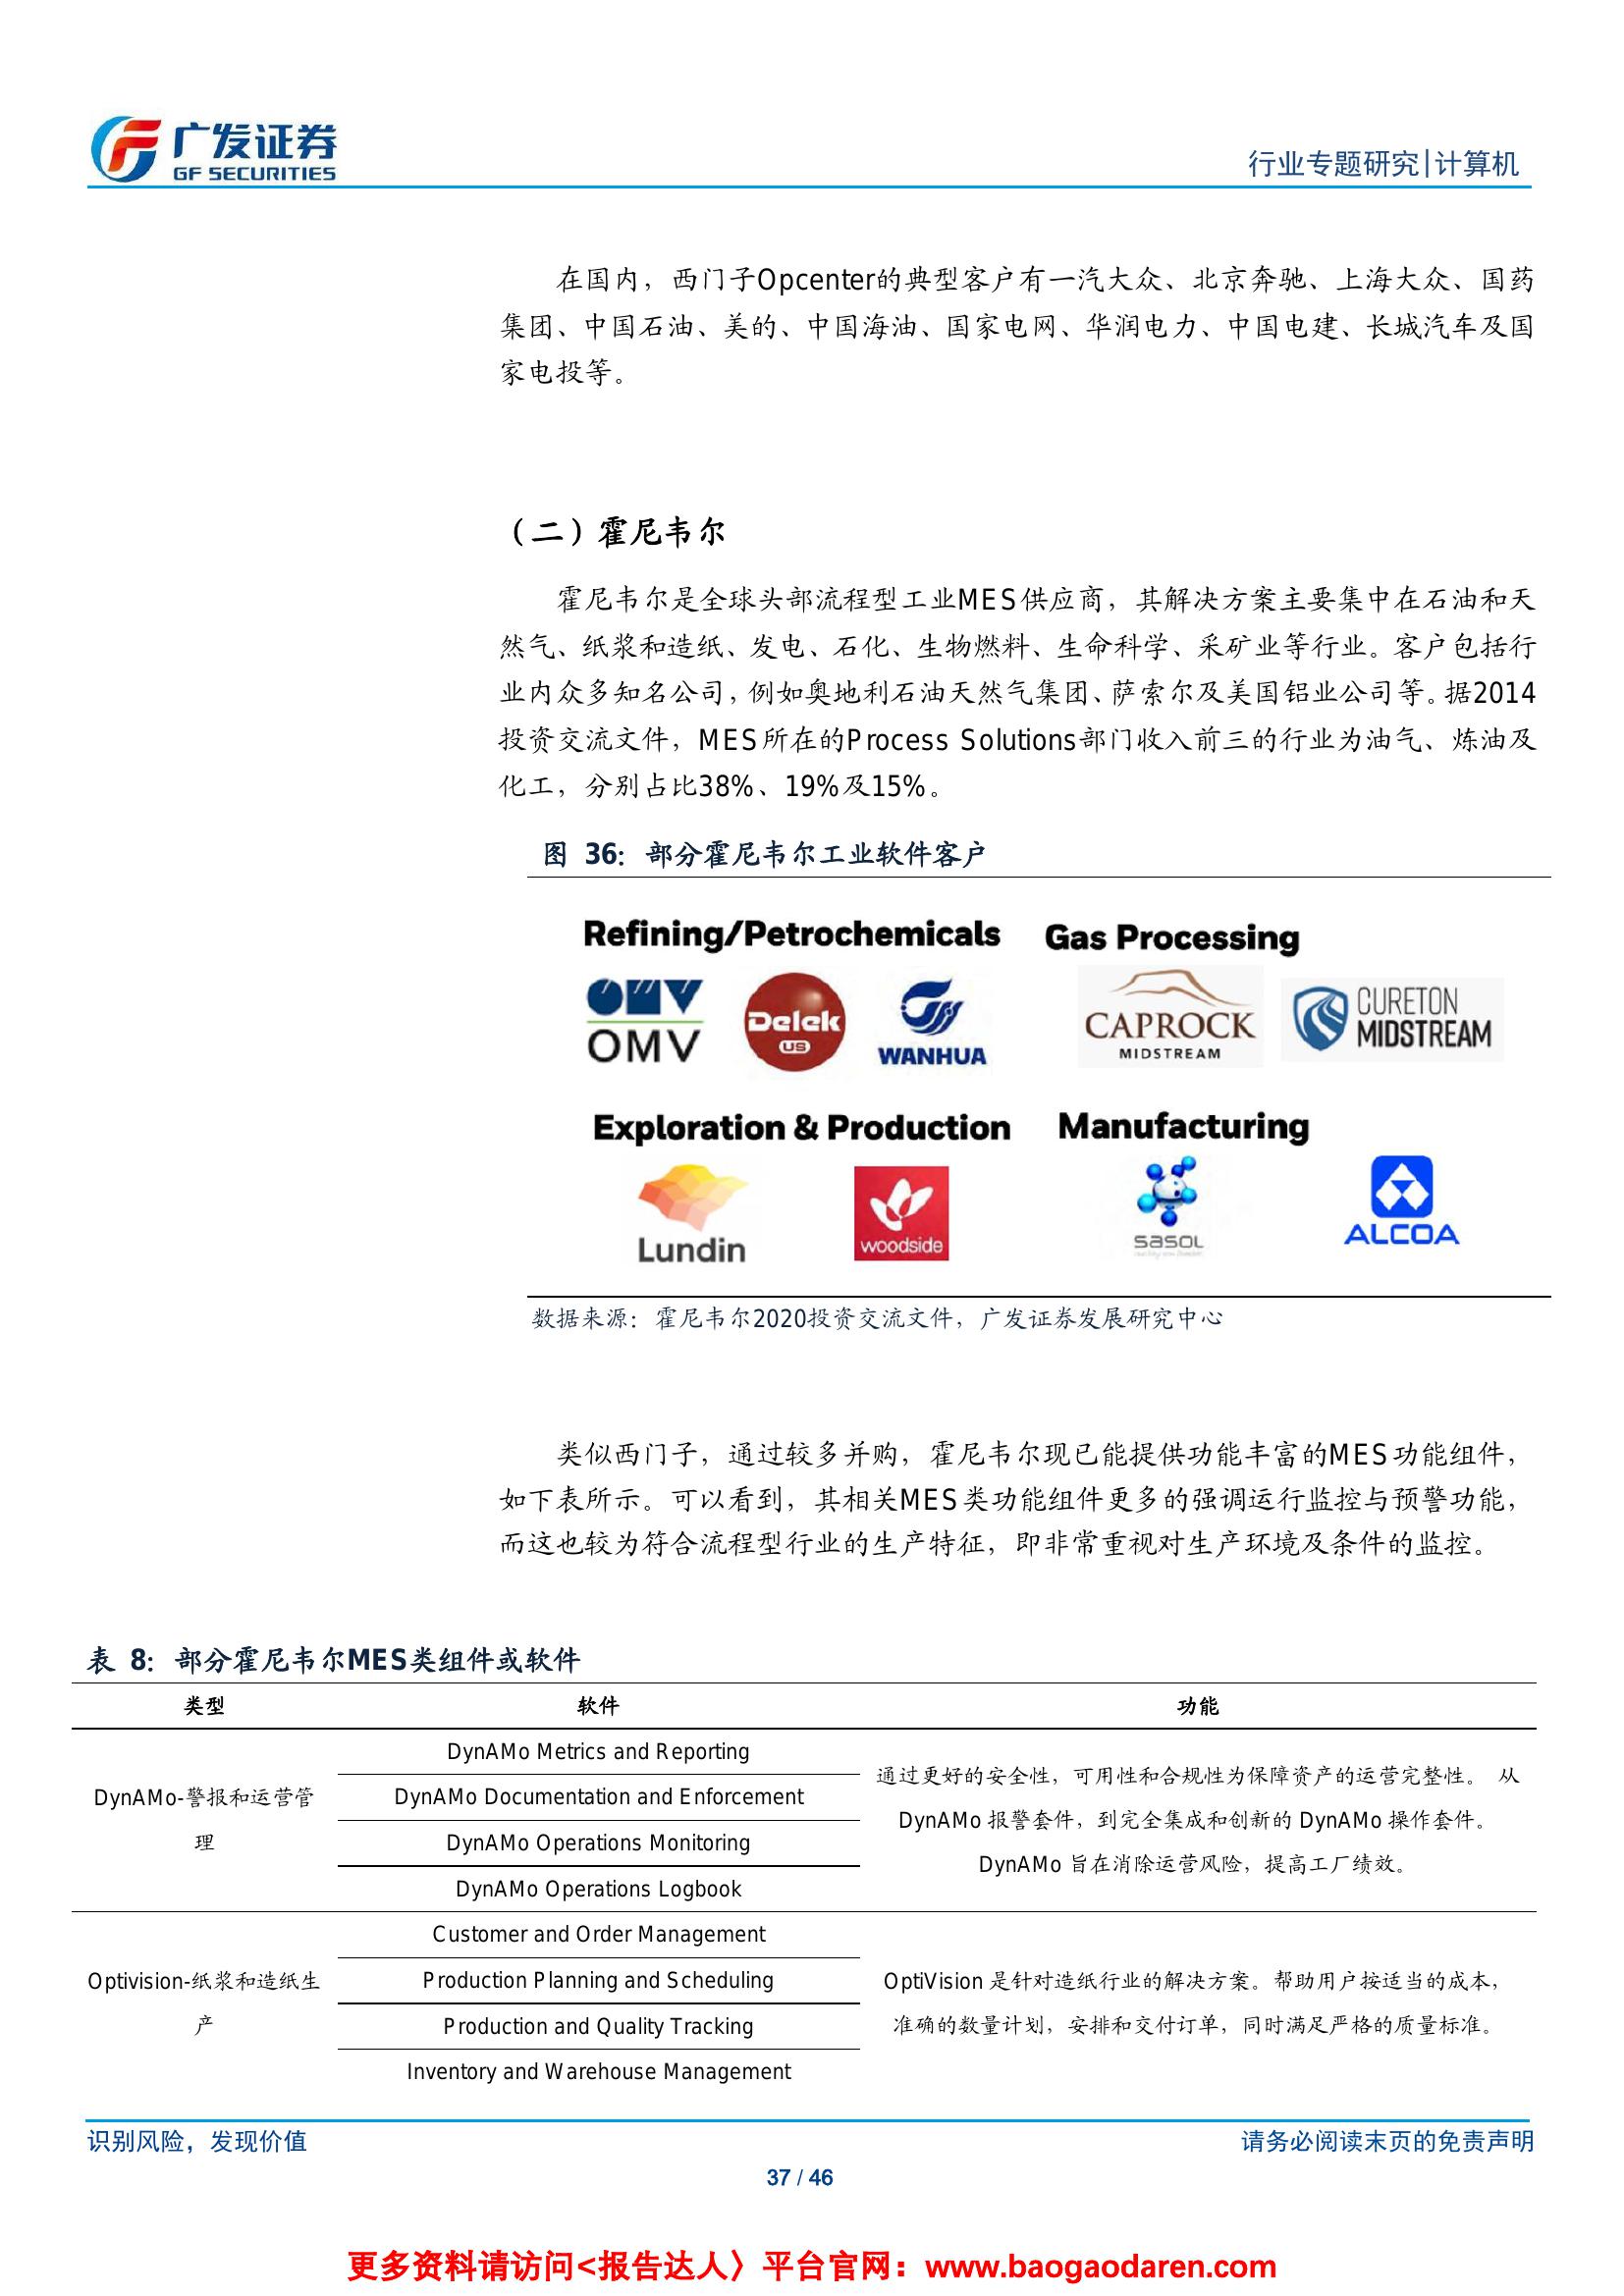 广发证券
GF SECURITIES
行业专题研究|计算机
在国内，西门子Opcenter的典型客户有一汽大众、北京奔驰、上海大众、国药
集团、中国石油、美的、中国海油、国家电网、华润电力、中国电建、长城汽车及国
家电投等。
（二）霍尼韦尔
霍尼韦尔是全球头部流程型工业MES供应商，其解决方案主要集中在石油和天
然气、纸浆和造纸、发电、石化、生物燃料、生命科学、采矿业等行业。客户包括行
业内众多知名公司，例如奥地利石油天然气集团、萨索尔及美国铝业公司等。据2014
投资交流文件，MES所在的Process Solutions部门收入前三的行业为油气、炼油及
化工，分别占比38%、19%及15%。
图 36：部分霍尼韦尔工业软件客户
Refining/Petrochemicals
Gas Processing
OMV
Delek
US
WANHUA
CAPROCK
MIDSTREAM
CURETON
MIDSTREAM
Exploration & Production
Manufacturing
Lundin
woodside
sasol
ALCOA
数据来源：霍尼韦尔2020投资交流文件，广发证券发展研究中心
类似西门子，通过较多并购，霍尼韦尔现已能提供功能丰富的MES功能组件，
如下表所示。可以看到，其相关MES类功能组件更多的强调运行监控与预警功能，
而这也较为符合流程型行业的生产特征，即非常重视对生产环境及条件的监控。
表 8：部分霍尼韦尔MES类组件或软件
类型 软件 功能
DynAMo-警报和运营管
理
DynAMo Metrics and Reporting
DynAMo Documentation and Enforcement
DynAMo Operations Monitoring
DynAMo Operations Logbook
通过更好的安全性，可用性和合规性为保障资产的运营完整性。 从
DynAMo 报警套件，到完全集成和创新的 DynAMo 操作套件。
DynAMo 旨在消除运营风险，提高工厂绩效。
Optivision-纸浆和造纸生
产
Customer and Order Management
Production Planning and Scheduling
Production and Quality Tracking
Inventory and Warehouse Management
OptiVision 是针对造纸行业的解决方案。帮助用户按适当的成本，
准确的数量计划，安排和交付订单，同时满足严格的质量标准。
识别风险，发现价值
请务必阅读末页的免责声明
37 / 46
更多资料请访问<报告达人〉平台官网：www.baogaodaren.com